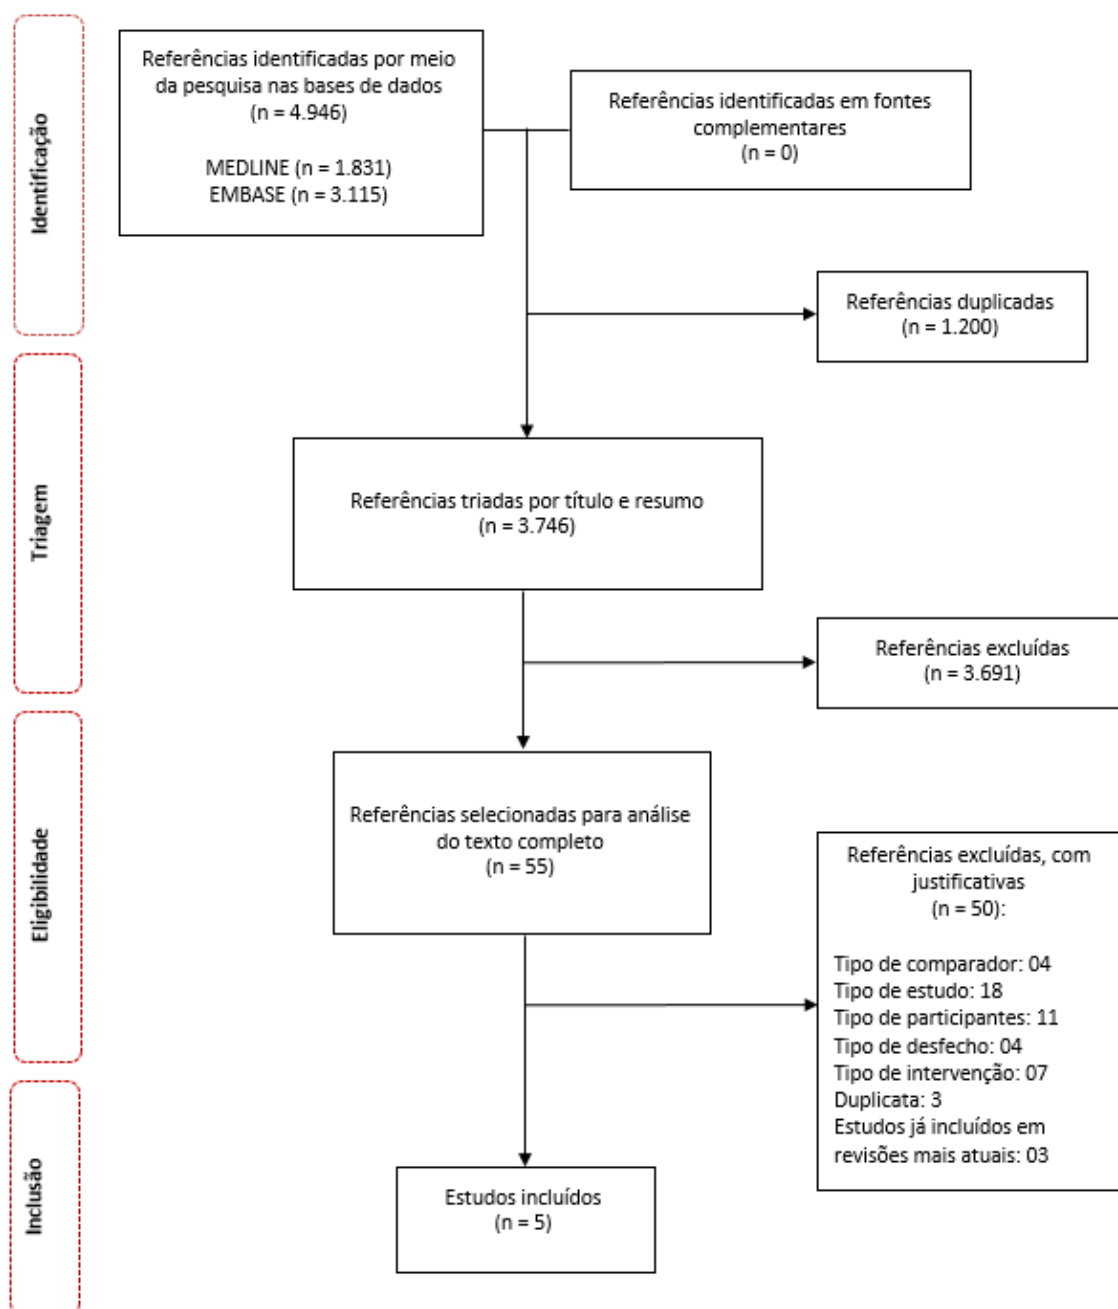 Identificação
Referências identificadas por meio
da pesquisa nas bases de dados
(n = 4.946)
MEDLINE (n = 1.831)
EMBASE (n = 3.115)
Referências identificadas em fontes
complementares
(n = 0)
Referências duplicadas
(n = 1.200)
Triagem
Referências triadas por título e resumo
(n = 3.746)
Referências excluídas
(n = 3.691)
Eligibilidade
Referências selecionadas para análise
do texto completo
(n = 55)
Referências excluídas, com
justificativas
(n = 50):
Tipo de comparador: 04
Tipo de estudo: 18
Tipo de participantes: 11
Tipo de desfecho: 04
Tipo de intervenção: 07
Duplicata: 3
Estudos já incluídos em
revisões mais atuais: 03
Inclusão
Estudos incluídos
(n = 5)